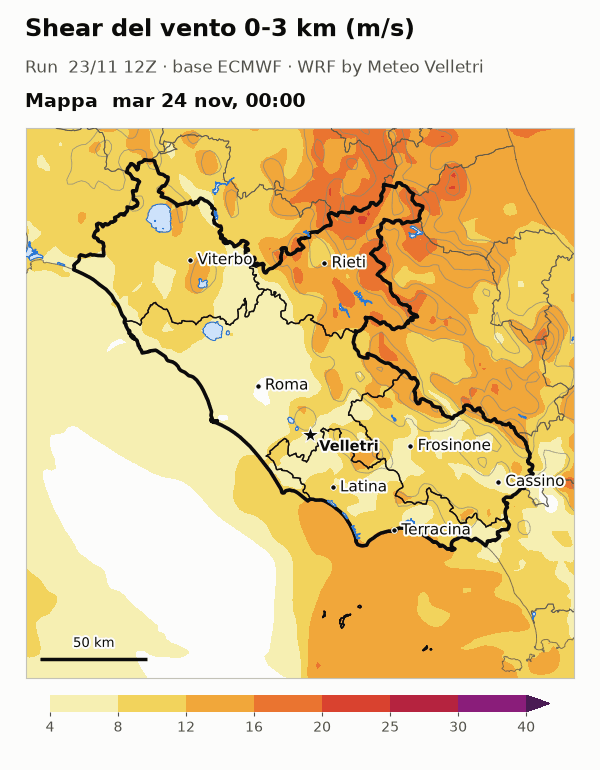 Shear del vento 0-3 km (m/s)
Run  23/11 12Z · base ECMWF · WRF by Meteo Velletri
Mappa  mar 24 nov, 00:00
Viterbo
Rieti
Roma
Velletri
Frosinone
Latina
Cassino
Terracina
50 km
4 8 12 16 20 25 30 40